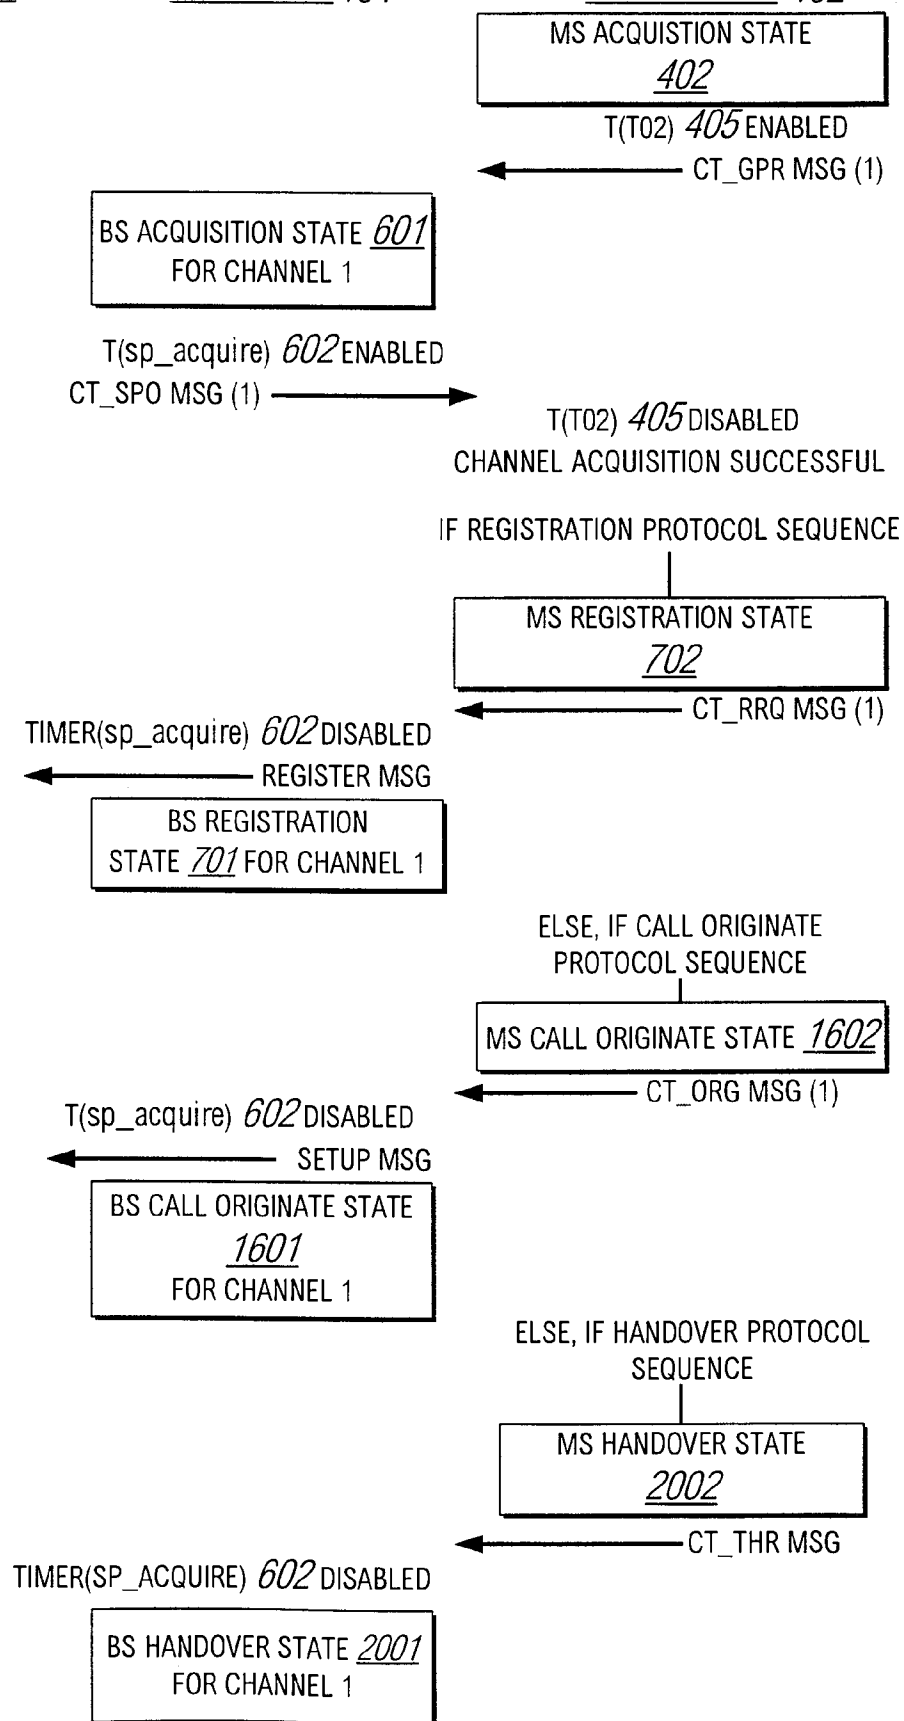 MS ACQUISTION STATE
402
T(T02) 405 ENABLED
CT_GPR MSG (1)
BS ACQUISITION STATE 601
FOR CHANNEL 1
T(sp_acquire) 602 ENABLED
CT_SPO MSG (1)
T(T02) 405 DISABLED
CHANNEL ACQUISITION SUCCESSFUL
IF REGISTRATION PROTOCOL SEQUENCE
MS REGISTRATION STATE
702
CT_RRQ MSG (1)
TIMER(sp_acquire) 602 DISABLED
REGISTER MSG
BS REGISTRATION
STATE 701 FOR CHANNEL 1
ELSE, IF CALL ORIGINATE
PROTOCOL SEQUENCE
MS CALL ORIGINATE STATE 1602
CT_ORG MSG (1)
T(sp_acquire) 602 DISABLED
SETUP MSG
BS CALL ORIGINATE STATE
1601
FOR CHANNEL 1
ELSE, IF HANDOVER PROTOCOL
SEQUENCE
MS HANDOVER STATE
2002
CT_THR MSG
TIMER(SP_ACQUIRE) 602 DISABLED
BS HANDOVER STATE 2001
FOR CHANNEL 1